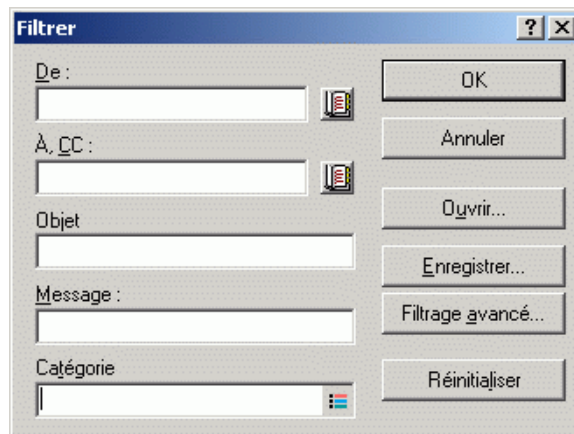 Filtrer
De :
À, CC :
Objet
Message :
Catégorie
OK
Annuler
Ouvrir...
Enregistrer...
Filtrage avancé...
Réinitialiser